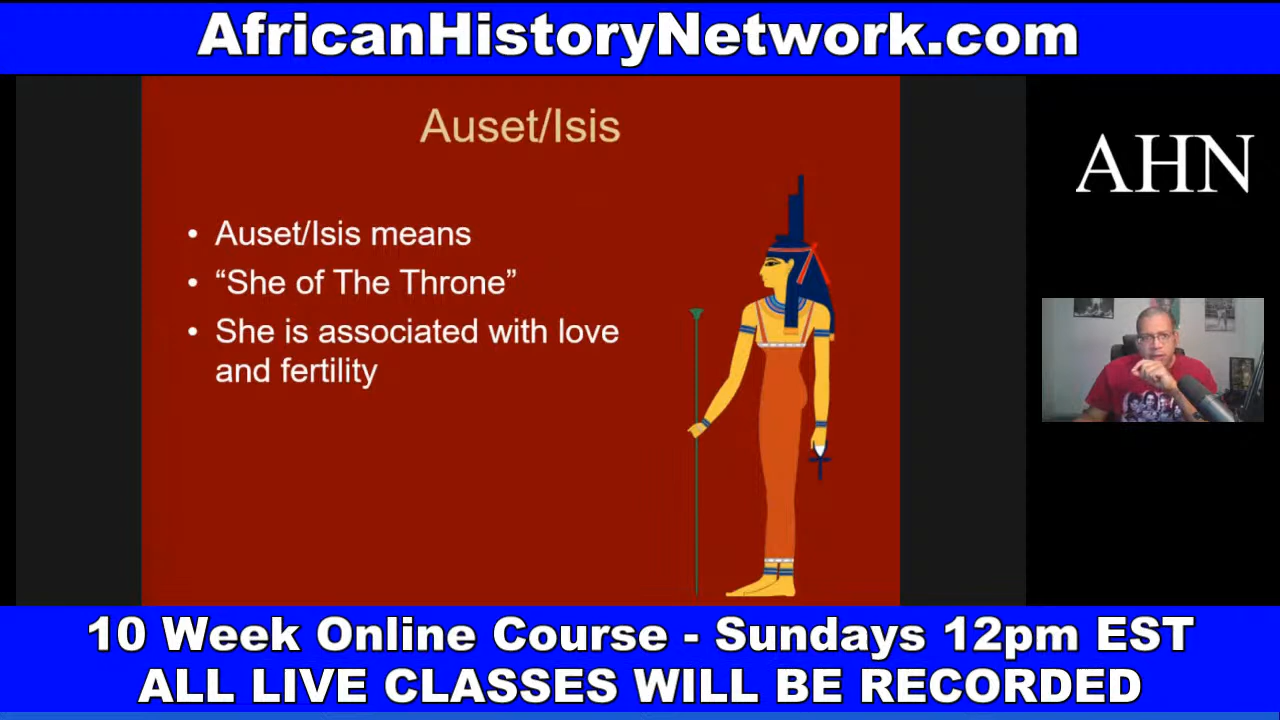 AfricanHistoryNetwork.com
Auset/Isis
AHN
• Auset/Isis means
• “She of The Throne”
• She is associated with love
and fertility
10 Week Online Course - Sundays 12pm EST
ALL LIVE CLASSES WILL BE RECORDED